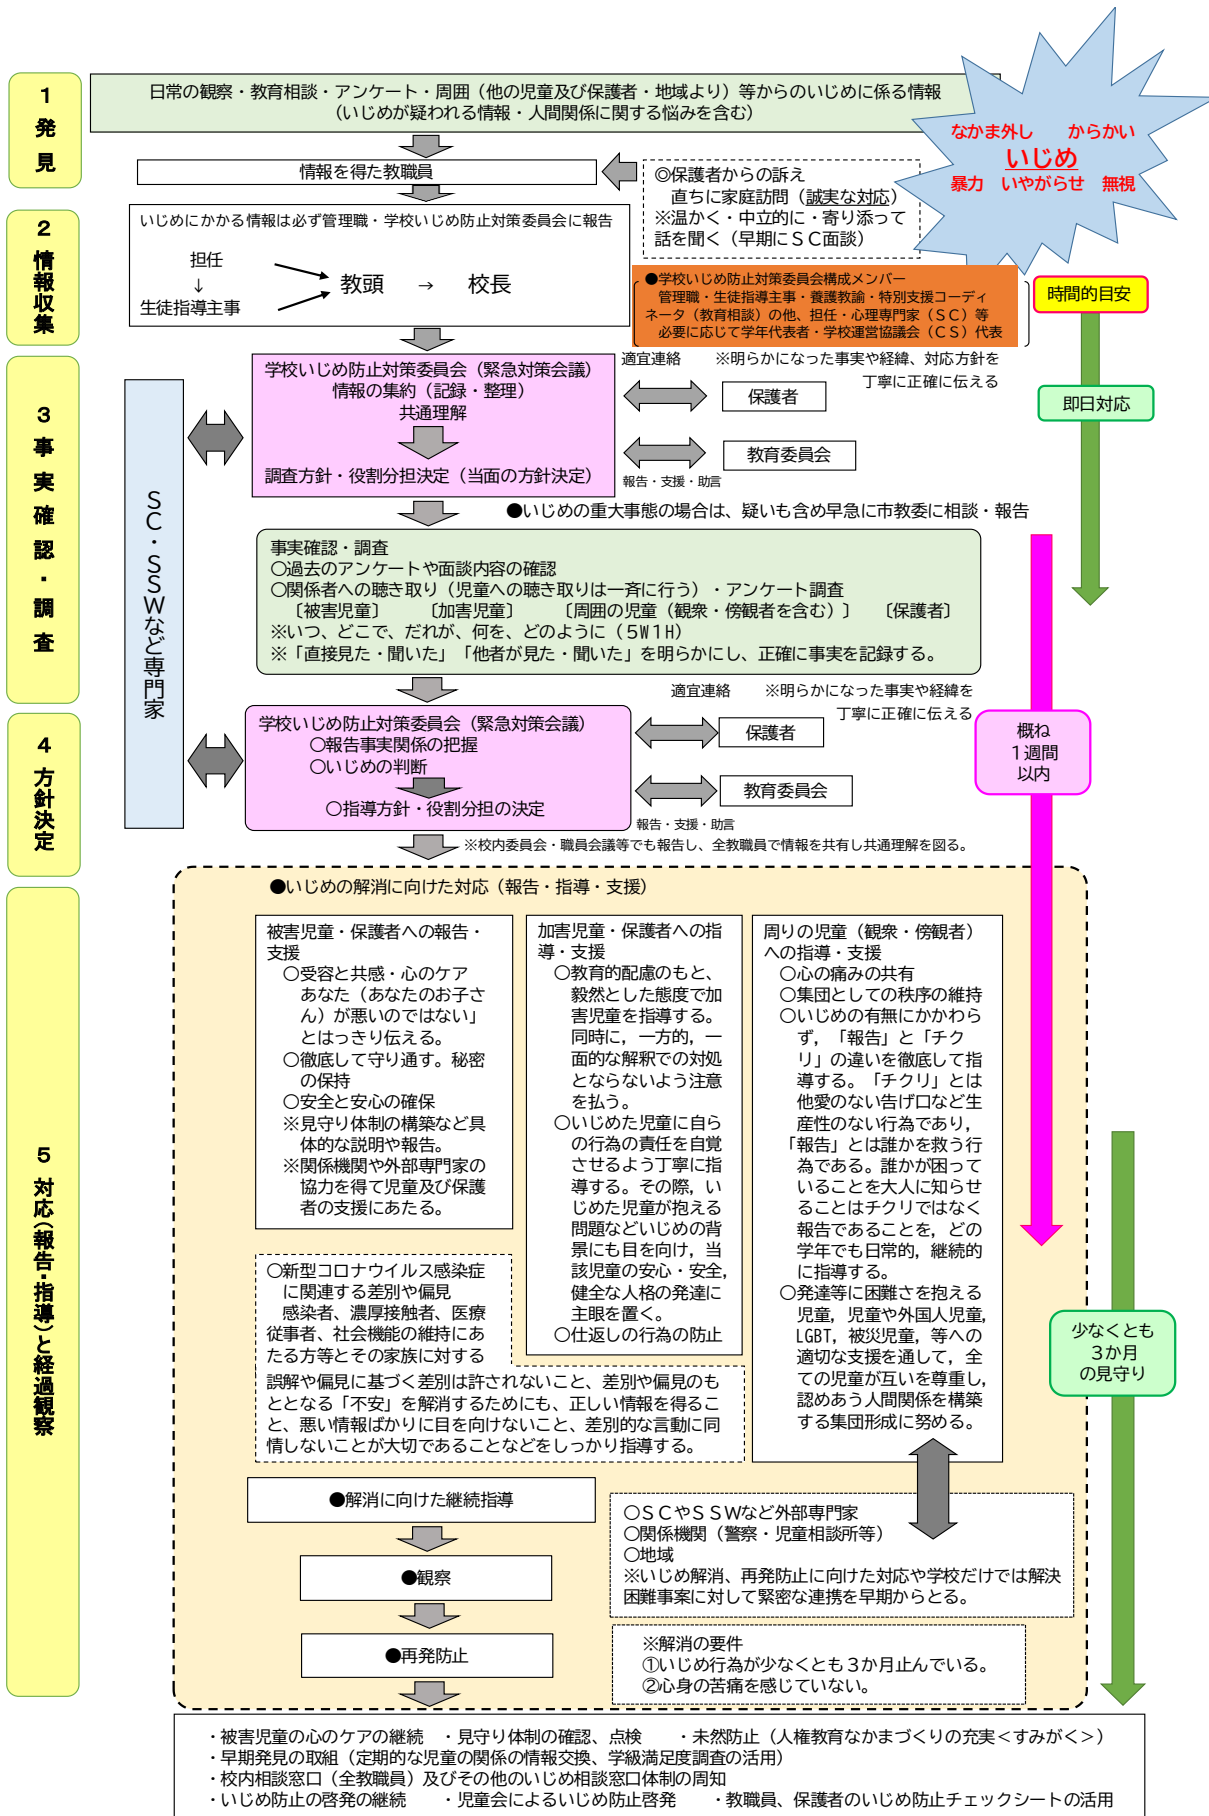 １
発
見
日常の観察・教育相談・アンケート・周囲（他の児童及び保護者・地域より）等からのいじめに係る情報
（いじめが疑われる情報・人間関係に関する悩みを含む）
なかま外し　からかい
いじめ
暴力　いやがらせ　無視
情報を得た教職員
◎保護者からの訴え
直ちに家庭訪問（誠実な対応）
※温かく・中立的に・寄り添って
話を聞く（早期にＳＣ面談）
２
情報収集
いじめにかかる情報は必ず管理職・学校いじめ防止対策委員会に報告
担任
↓
生徒指導主事
教頭　→　校長
●学校いじめ防止対策委員会構成メンバー
管理職・生徒指導主事・養護教諭・特別支援コーディ
ネータ（教育相談）の他、担任・心理専門家（ＳＣ）等
必要に応じて学年代表者・学校運営協議会（ＣＳ）代表
時間的目安
３
事実確認・調査
ＳＣ・ＳＳＷなど専門家
学校いじめ防止対策委員会（緊急対策会議）
情報の集約（記録・整理）
共通理解
調査方針・役割分担決定（当面の方針決定）
適宜連絡　※明らかになった事実や経緯、対応方針を
丁寧に正確に伝える
保護者
教育委員会
報告・支援・助言
即日対応
●いじめの重大事態の場合は、疑いも含め早急に市教委に相談・報告
事実確認・調査
○過去のアンケートや面談内容の確認
○関係者への聴き取り（児童への聴き取りは一斉に行う）・アンケート調査
〔被害児童〕　〔加害児童〕　〔周囲の児童（観衆・傍観者を含む）〕　〔保護者〕
※いつ、どこで、だれが、何を、どのように（５W１H）
※「直接見た・聞いた」「他者が見た・聞いた」を明らかにし、正確に事実を記録する。
適宜連絡　※明らかになった事実や経緯を
丁寧に正確に伝える
４
方針決定
学校いじめ防止対策委員会（緊急対策会議）
○報告事実関係の把握
○いじめの判断
○指導方針・役割分担の決定
保護者
教育委員会
報告・支援・助言
概ね
１週間
以内
※校内委員会・職員会議等でも報告し、全教職員で情報を共有し共通理解を図る。
５
対応（報告・指導）と経過観察
●いじめの解消に向けた対応（報告・指導・支援）
被害児童・保護者への報告・
支援
○受容と共感・心のケア
あなた（あなたのお子さ
ん）が悪いのではない」
とはっきり伝える。
○徹底して守り通す。秘密
の保持
○安全と安心の確保
※見守り体制の構築など具
体的な説明や報告。
※関係機関や外部専門家の
協力を得て児童及び保護
者の支援にあたる。
加害児童・保護者への指
導・支援
○教育的配慮のもと、
毅然とした態度で加
害児童を指導する。
同時に，一方的，一
面的な解釈での対処
とならないよう注意
を払う。
○いじめた児童に自ら
の行為の責任を自覚
させるよう丁寧に指
導する。その際，い
じめた児童が抱える
問題などいじめの背
景にも目を向け，当
該児童の安心・安全，
健全な人格の発達に
主眼を置く。
○仕返しの行為の防止
周りの児童（観衆・傍観者）
への指導・支援
○心の痛みの共有
○集団としての秩序の維持
○いじめの有無にかかわら
ず，「報告」と「チク
リ」の違いを徹底して指
導する。「チクリ」とは
他愛のない告げ口など生
産性のない行為であり，
「報告」とは誰かを救う行
為である。誰かが困って
いることを大人に知らせ
ることはチクリではなく
報告であることを，どの
学年でも日常的，継続的
に指導する。
○発達等に困難さを抱える
児童，児童や外国人児童，
LGBT，被災児童，等への
適切な支援を通して，全
ての児童が互いを尊重し，
認めあう人間関係を構築
する集団形成に努める。
○新型コロナウイルス感染症
に関連する差別や偏見
感染者、濃厚接触者、医療
従事者、社会機能の維持にあ
たる方等とその家族に対する
誤解や偏見に基づく差別は許されないこと、差別や偏見のも
ととなる「不安」を解消するためにも、正しい情報を得るこ
と、悪い情報ばかりに目を向けないこと、差別的な言動に同
情しないことが大切であることなどをしっかり指導する。
少なくとも
３か月
の見守り
●解消に向けた継続指導
●観察
●再発防止
○ＳＣやＳＳＷなど外部専門家
○関係機関（警察・児童相談所等）
○地域
※いじめ解消、再発防止に向けた対応や学校だけでは解決
困難事案に対して緊密な連携を早期からとる。
※解消の要件
①いじめ行為が少なくとも３か月止んでいる。
②心身の苦痛を感じていない。
・被害児童の心のケアの継続　・見守り体制の確認、点検　・未然防止（人権教育なかまづくりの充実＜すみがく＞）
・早期発見の取組（定期的な児童の関係の情報交換、学級満足度調査の活用）
・校内相談窓口（全教職員）及びその他のいじめ相談窓口体制の周知
・いじめ防止の啓発の継続　・児童会によるいじめ防止啓発　・教職員、保護者のいじめ防止チェックシートの活用